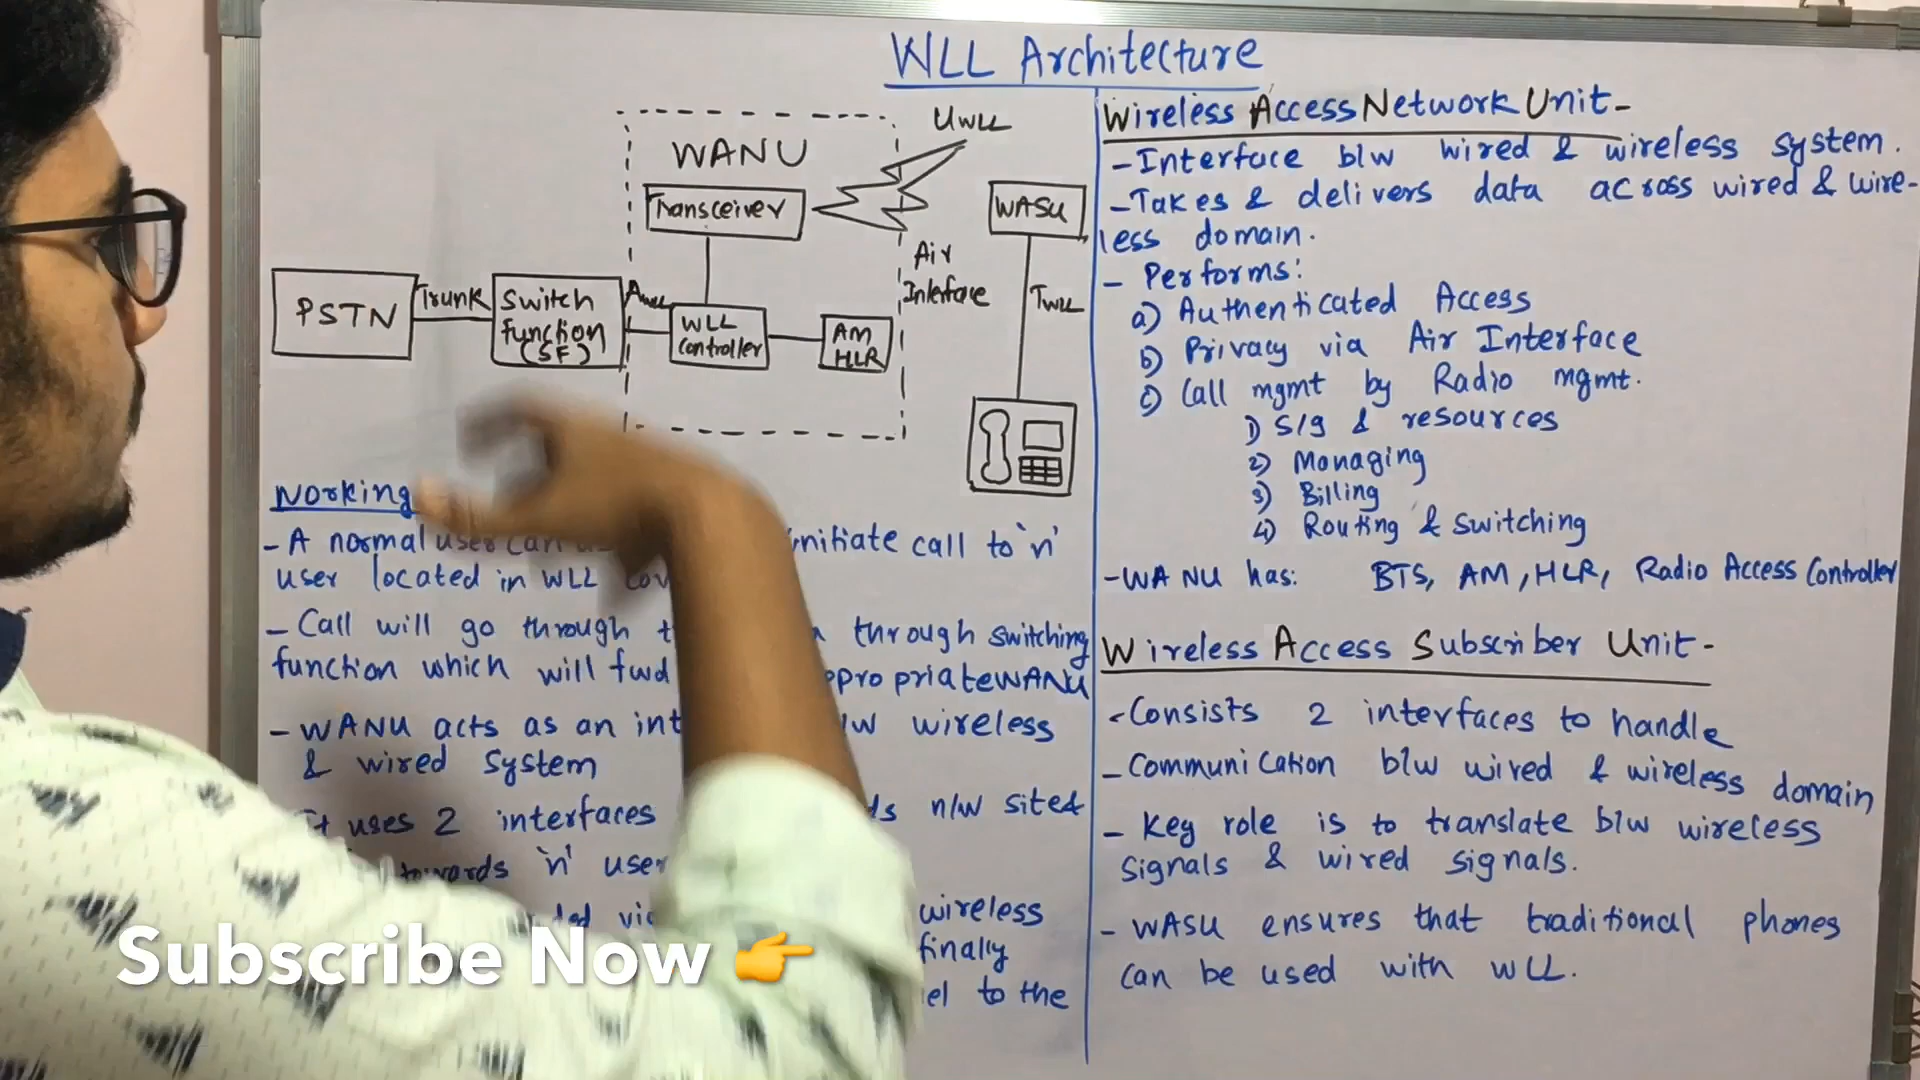 WLL Architecture
UWLL
WANU
Transceiver
WASU
Air
Interface
TWLL
PSTN
Trunk
Switch
function
(SF)
AWLL
WLL
Controller
AM
HLR
Working
- A normal user can initiate call to 'n'
user located in WLL
- Call will go through through switching
function which will fwd WANU
- WANU acts as an b/w wireless
& wired system
uses 2 interfaces n/w site &
towards 'n' user
wireless
finally
to the
Wireless Access Network Unit -
- Interface b/w wired & wireless system.
- Takes & delivers data across wired & wire-
less domain.
- Performs:
a) Authenticated Access
b) Privacy via Air Interface
c) Call mgmt by Radio mgmt.
1) S/g & resources
2) Managing
3) Billing
4) Routing & switching
- WANU has: BTS, AM, HLR, Radio Access Controller
Wireless Access Subscriber Unit -
- Consists 2 interfaces to handle
- Communication b/w wired & wireless domain
- Key role is to translate b/w wireless
signals & wired signals.
- WASU ensures that traditional phones
can be used with WLL.
Subscribe Now 👉